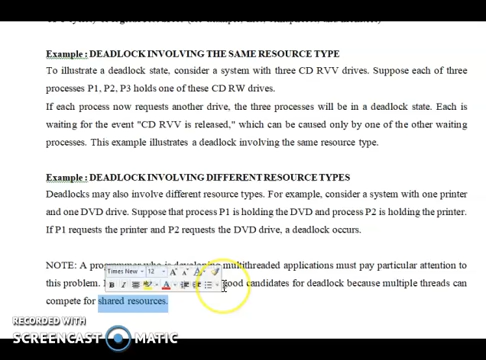 Example : DEADLOCK INVOLVING THE SAME RESOURCE TYPE
To illustrate a deadlock state, consider a system with three CD RVV drives. Suppose each of three
processes P1, P2, P3 holds one of these CD RW drives.
If each process now requests another drive, the three processes will be in a deadlock state. Each is
waiting for the event "CD RVV is released," which can be caused only by one of the other waiting
processes. This example illustrates a deadlock involving the same resource type.
Example : DEADLOCK INVOLVING DIFFERENT RESOURCE TYPES
Deadlocks may also involve different resource types. For example, consider a system with one printer
and one DVD drive. Suppose that process P1 is holding the DVD and process P2 is holding the printer.
If P1 requests the printer and P2 requests the DVD drive, a deadlock occurs.
NOTE: A programmer who is developing multithreaded applications must pay particular attention to
Times New 12
this problem. good candidates for deadlock because multiple threads can
compete for shared resources.
RECORDED WITH
SCREENCAST MATIC